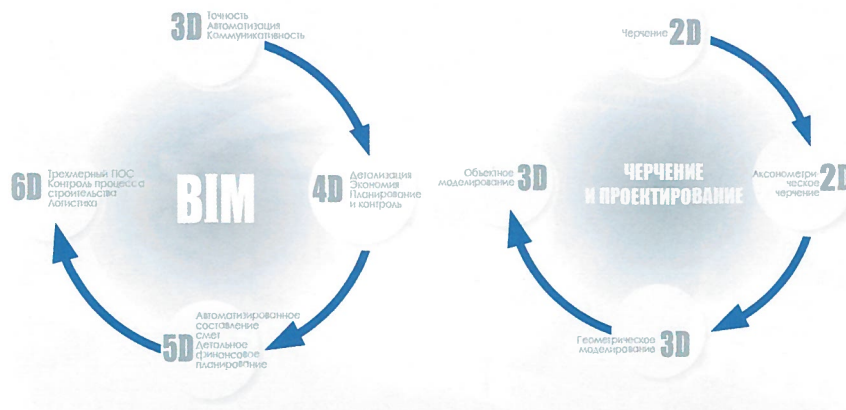 3D
Точность
Автоматизация
Коммуникативность
6D
Трехмерный ПОС
Контроль процесса
строительства
Логистика
BIM
4D
Детализация
Экономия
Планирование
и контроль
5D
Автоматизированное
составление
смет
Детальное
финансовое
планирование
Черчение 2D
Объектное
моделирование 3D
ЧЕРЧЕНИЕ
И ПРОЕКТИРОВАНИЕ
Аксонометри-
ческое
черчение
2D
Геометрическое
моделирование 3D